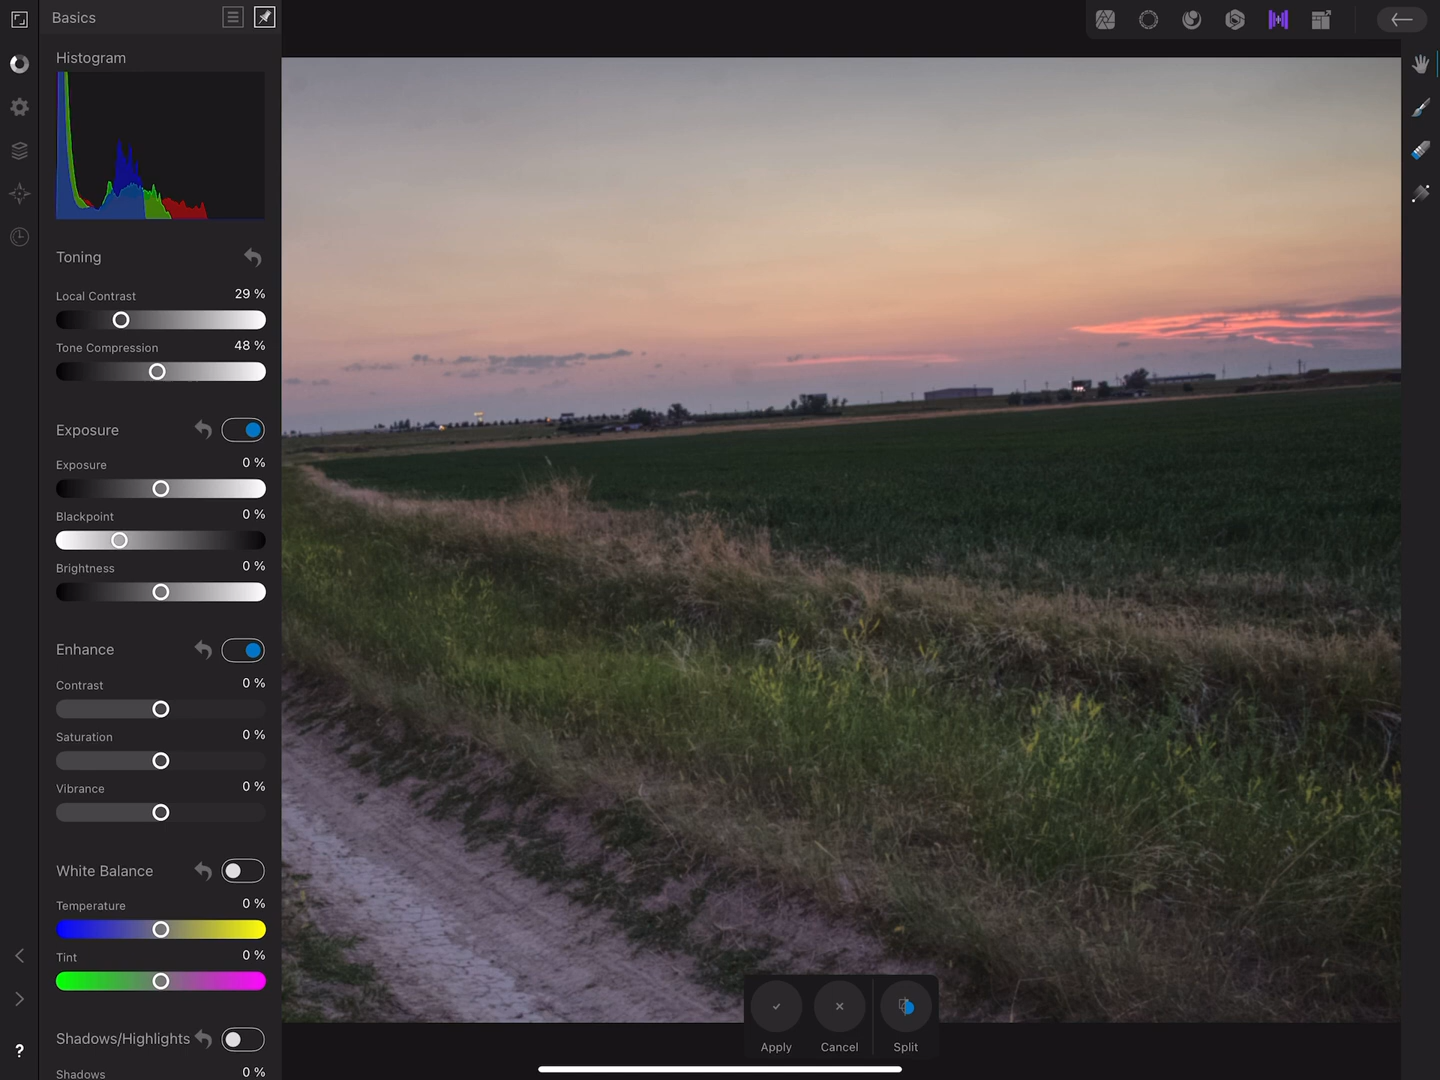 Basics
Histogram
Toning
Local Contrast 29 %
Tone Compression 48 %
Exposure
Exposure 0 %
Blackpoint 0 %
Brightness 0 %
Enhance
Contrast 0 %
Saturation 0 %
Vibrance 0 %
White Balance
Temperature 0 %
Tint 0 %
Shadows/Highlights
Shadows 0 %
?
Apply Cancel Split